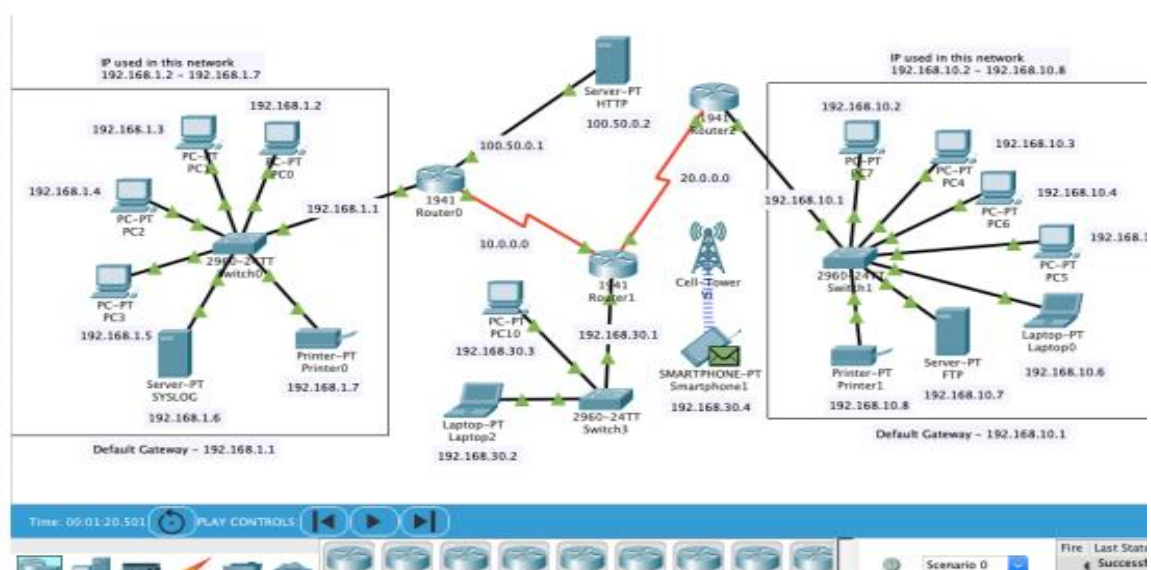 IP used in this network
192.168.1.2 - 192.168.1.7
192.168.1.2
192.168.1.3
PC-PT
PC1
PC-PT
PC0
192.168.1.4
PC-PT
PC2
192.168.1.1
2960-24TT
Switch0
PC-PT
PC3
192.168.1.5
Server-PT
SYSLOG
192.168.1.6
Printer-PT
Printer0
192.168.1.7
Default Gateway - 192.168.1.1
Server-PT
HTTP
100.50.0.2
100.50.0.1
1941
Router0
10.0.0.0
1941
Router2
20.0.0.0
1941
Router1
Cell-Tower
PC-PT
PC10
192.168.30.3
192.168.30.1
SMARTPHONE-PT
Smartphone1
192.168.30.4
Laptop-PT
Laptop2
192.168.30.2
2960-24TT
Switch3
IP used in this network
192.168.10.2 - 192.168.10.8
192.168.10.2
PC-PT
PC7
192.168.10.3
PC-PT
PC4
192.168.10.4
PC-PT
PC6
192.168.10.1
192.168.1
PC-PT
PC5
2960-24TT
Switch1
Laptop-PT
Laptop0
192.168.10.6
Server-PT
FTP
192.168.10.7
Printer-PT
Printer1
192.168.10.8
Default Gateway - 192.168.10.1
Time: 00:01:20.501
PLAY CONTROLS:
Scenario 0
Fire Last Statu
Successf